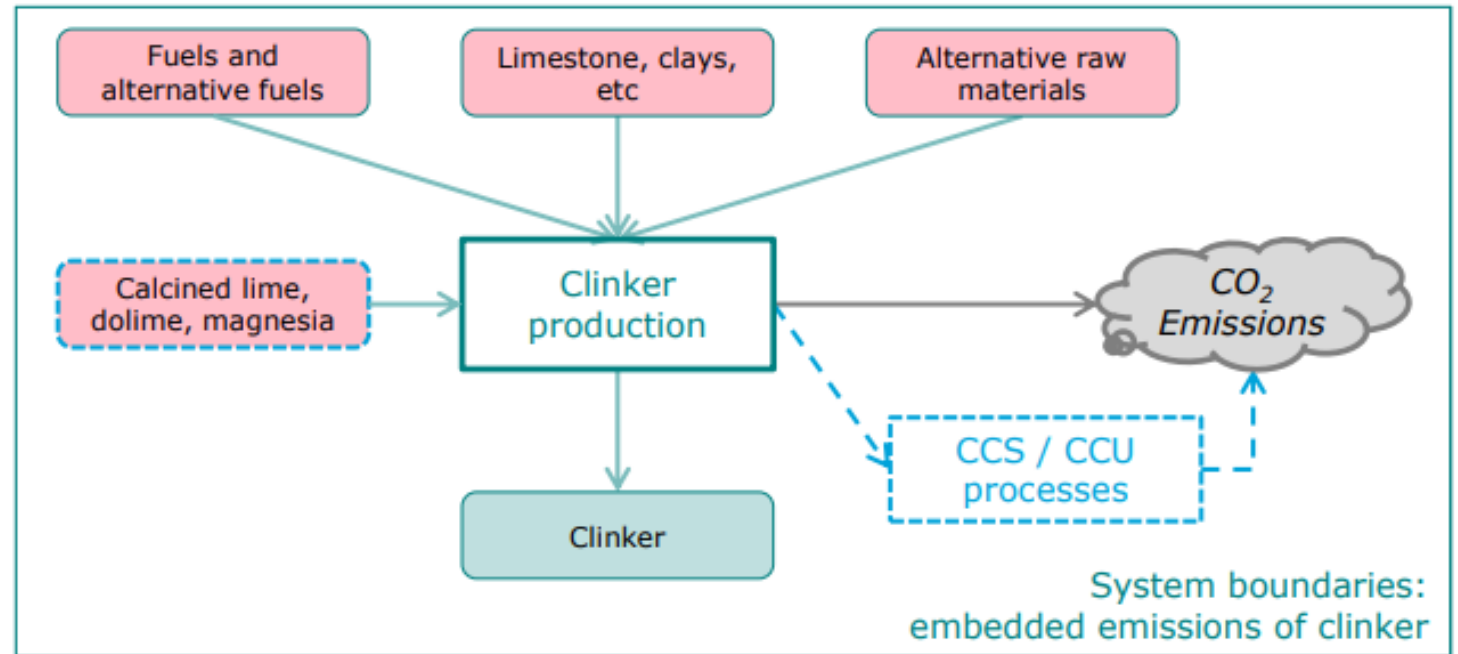 Fuels and
alternative fuels
Limestone, clays,
etc
Alternative raw
materials
Calcined lime,
dolime, magnesia
Clinker
production
CO₂
Emissions
CCS / CCU
processes
Clinker
System boundaries:
embedded emissions of clinker